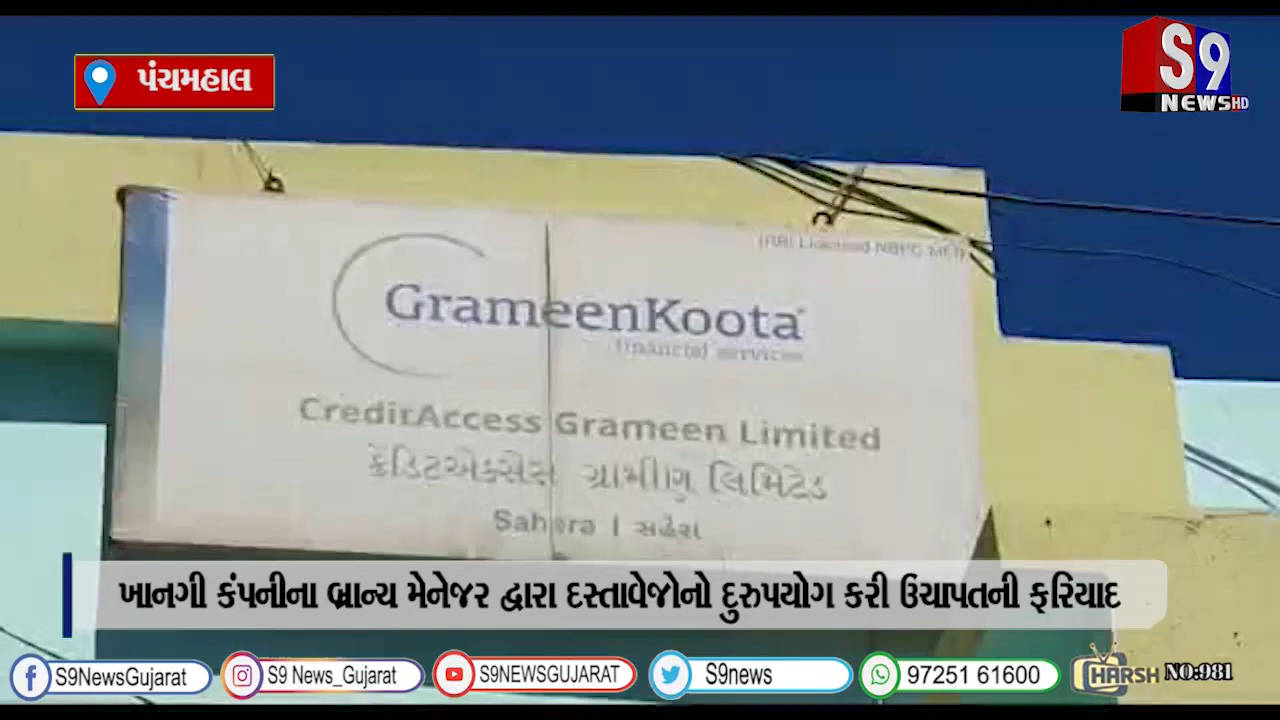 પંચમહાલ
S9
NEWS HD
(RBI Licensed NBFC MFI)
GrameenKoota
financial services
CreditAccess Grameen Limited
ક્રેડિટએક્સેસ ગ્રામીણ લિમિટેડ
Sahera | સહેરા
ખાનગી કંપનીના બ્રાન્ચ મેનેજર દ્વારા દસ્તાવેજોનો દુરુપયોગ કરી ઉચાપતની ફરિયાદ
S9NewsGujarat S9 News_Gujarat S9NEWSGUJARAT S9news 97251 61600 CHARSH NO:981